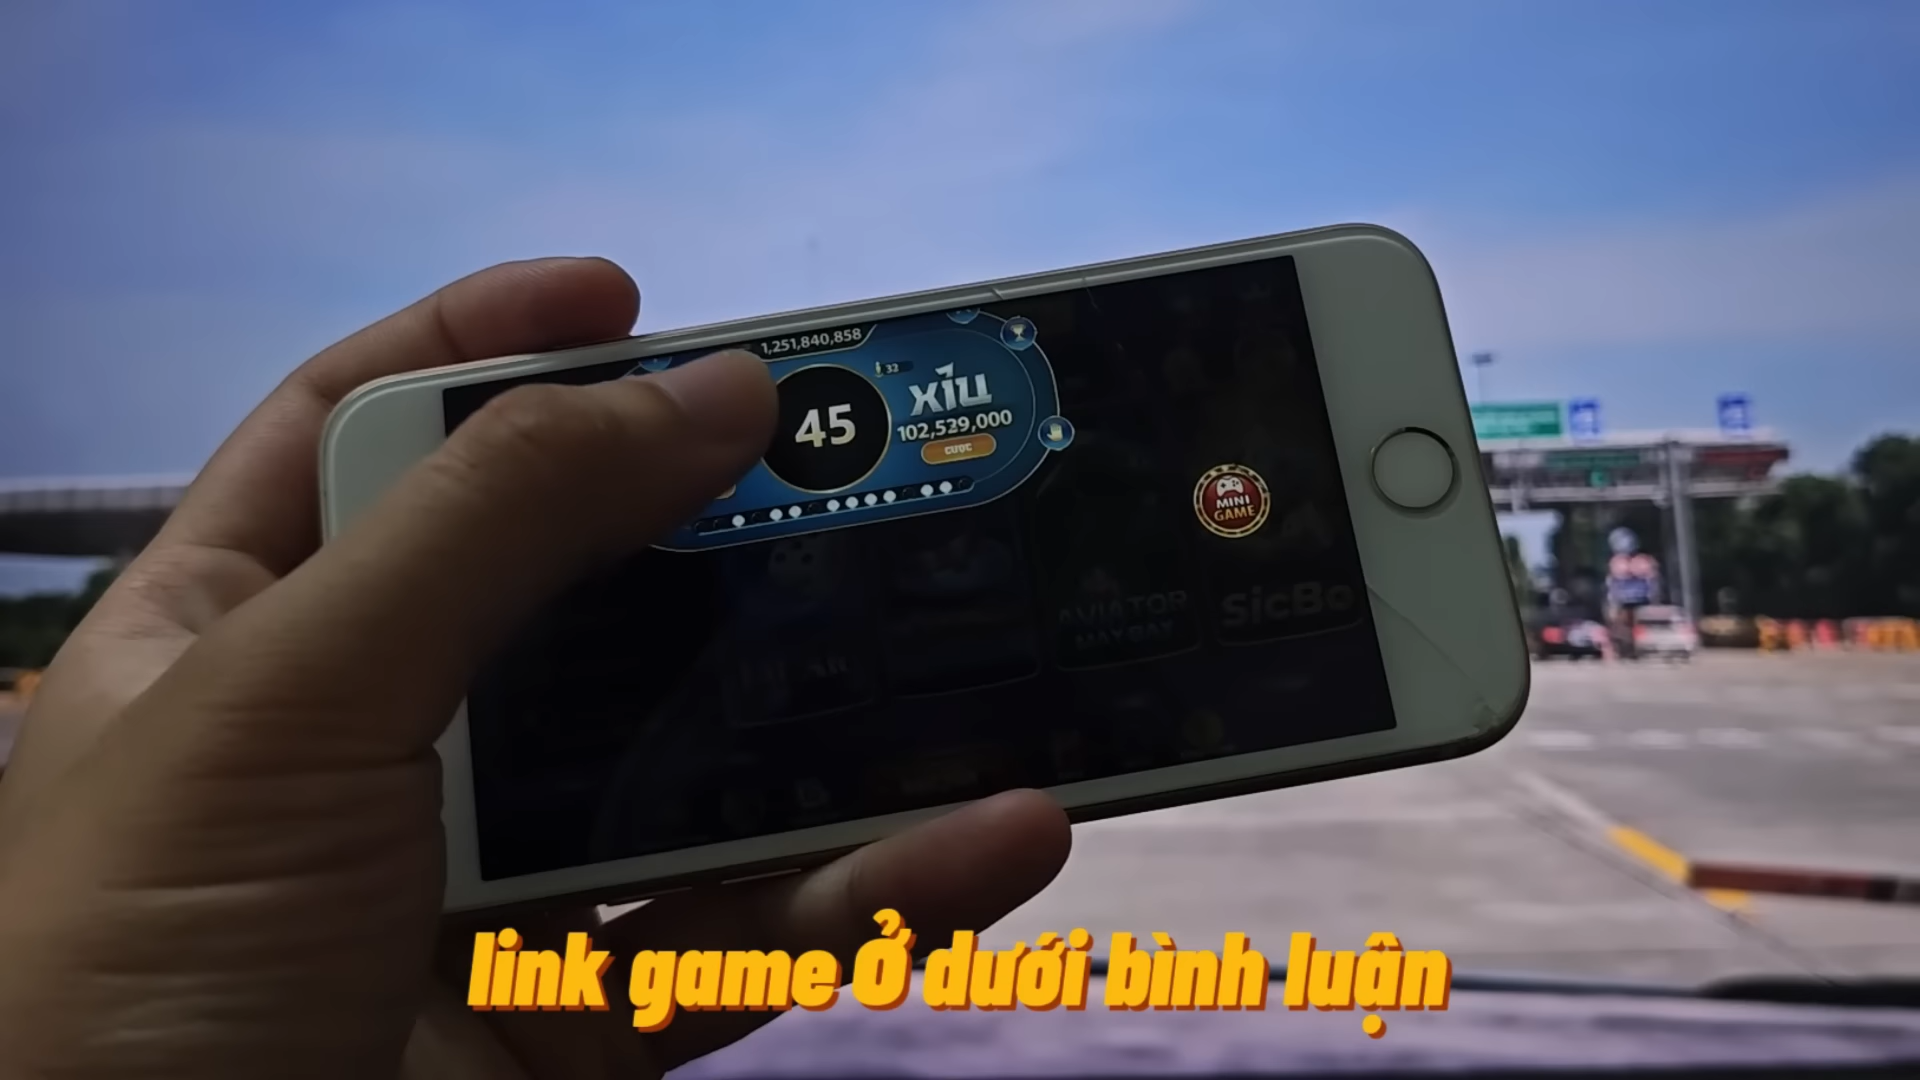 1,251,840,858
32
45
XỈU
102,529,000
CƯỢC
MINI
GAME
AVIATOR
MAYBAY
SicBo
link game Ở dưới bình luận